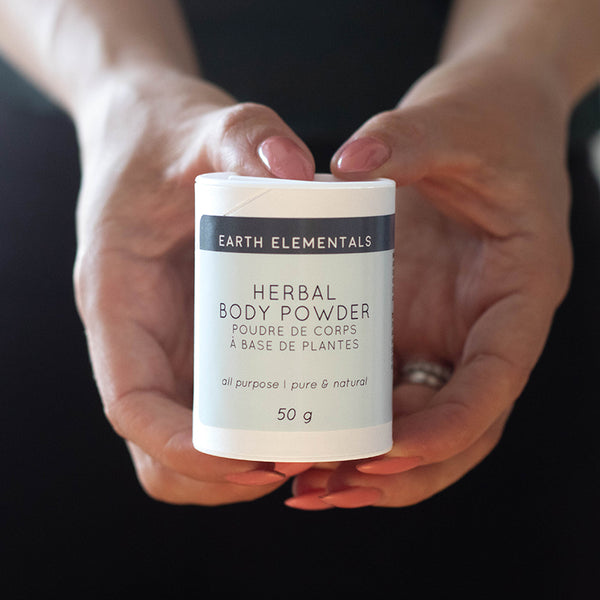 EARTH ELEMENTALS
HERBAL
BODY POWDER
POUDRE DE CORPS
À BASE DE PLANTES
all purpose | pure & natural
50 g